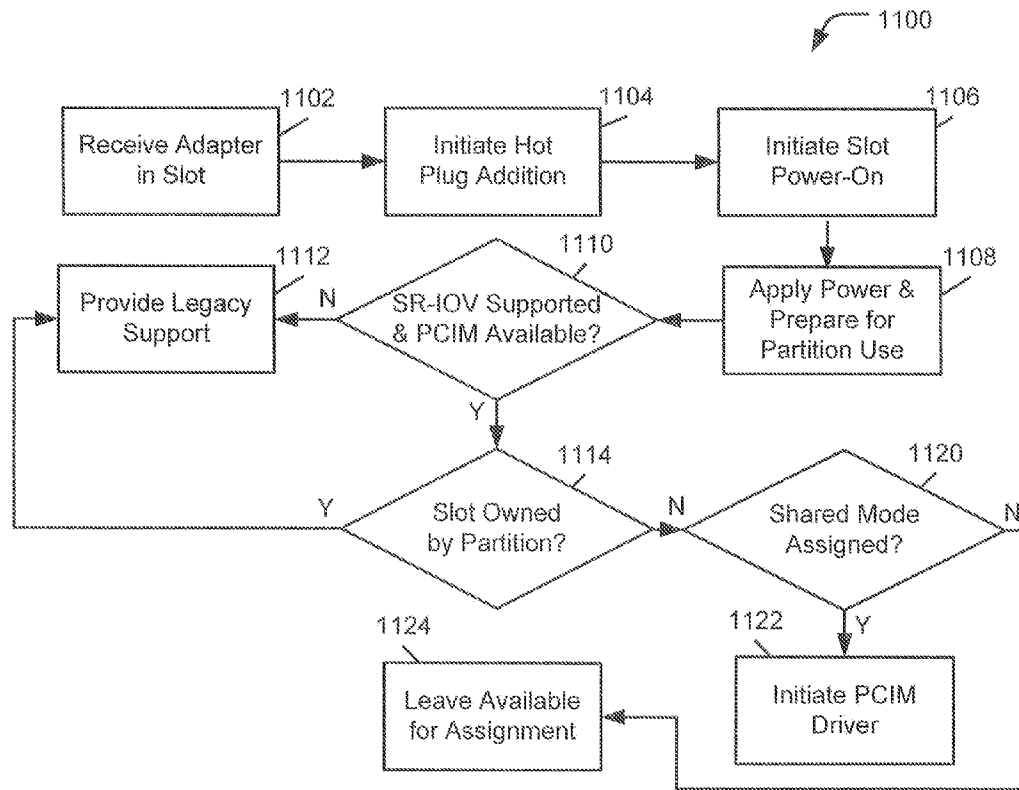 1100
1102
Receive Adapter
in Slot
1104
Initiate Hot
Plug Addition
1106
Initiate Slot
Power-On
1108
Apply Power &
Prepare for
Partition Use
1110
SR-IOV Supported
& PCIM Available?
N
Y
1112
Provide Legacy
Support
1114
Slot Owned
by Partition?
Y
N
1120
Shared Mode
Assigned?
N
Y
1122
Initiate PCIM
Driver
1124
Leave Available
for Assignment